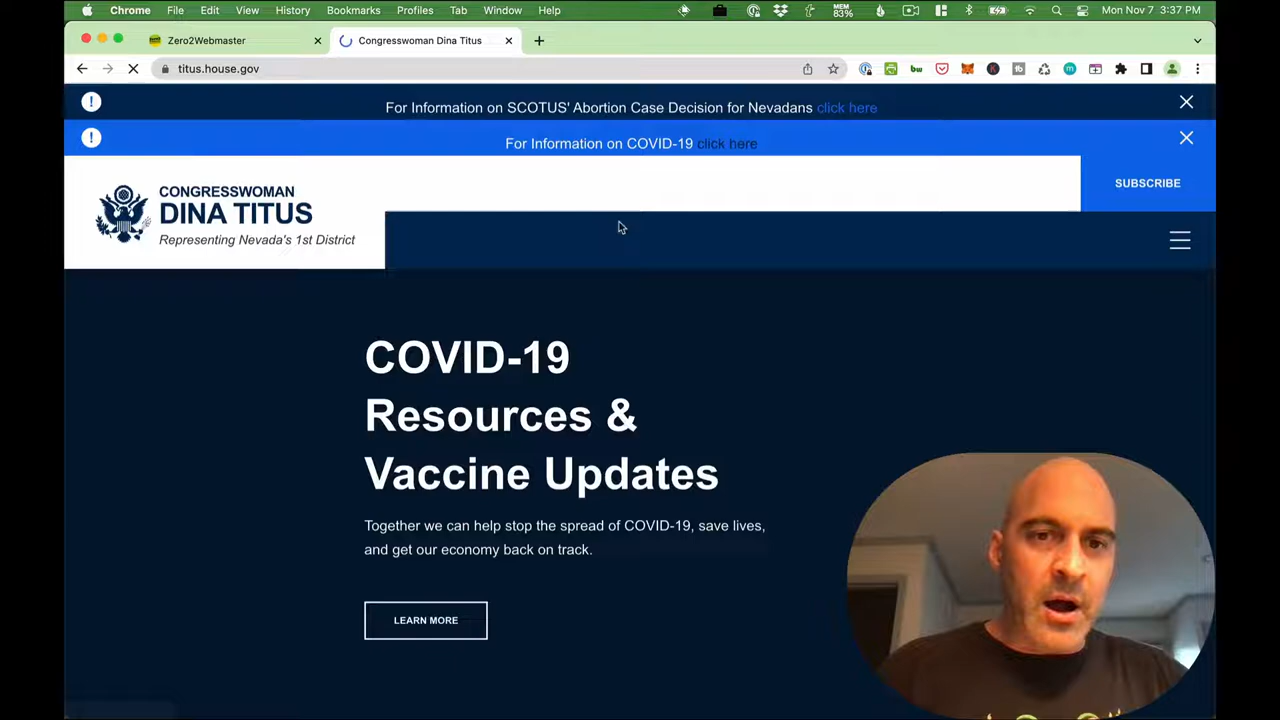 Chrome File Edit View History Bookmarks Profiles Tab Window Help MEM 83% Mon Nov 7 3:37 PM
Zero2Webmaster Congresswoman Dina Titus
titus.house.gov
For Information on SCOTUS' Abortion Case Decision for Nevadans click here
For Information on COVID-19 click here
SUBSCRIBE
CONGRESSWOMAN
DINA TITUS
Representing Nevada's 1st District
COVID-19
Resources &
Vaccine Updates
Together we can help stop the spread of COVID-19, save lives,
and get our economy back on track.
LEARN MORE